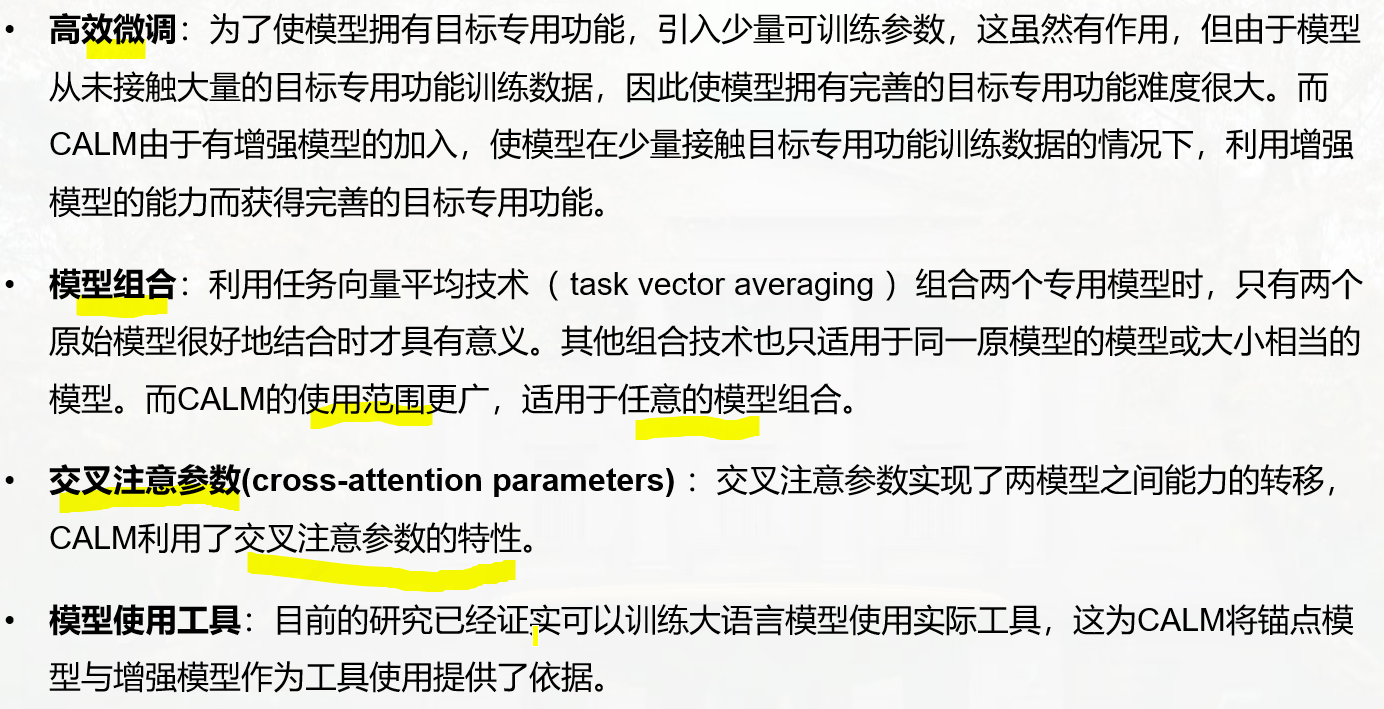 • 高效微调：为了使模型拥有目标专用功能，引入少量可训练参数，这虽然有作用，但由于模型
从未接触大量的目标专用功能训练数据，因此使模型拥有完善的目标专用功能难度很大。而
CALM由于有增强模型的加入，使模型在少量接触目标专用功能训练数据的情况下，利用增强
模型的能力而获得完善的目标专用功能。
• 模型组合：利用任务向量平均技术（ task vector averaging ）组合两个专用模型时，只有两个
原始模型很好地结合时才具有意义。其他组合技术也只适用于同一原模型的模型或大小相当的
模型。而CALM的使用范围更广，适用于任意的模型组合。
• 交叉注意参数(cross-attention parameters) ：交叉注意参数实现了两模型之间能力的转移，
CALM利用了交叉注意参数的特性。
• 模型使用工具：目前的研究已经证实可以训练大语言模型使用实际工具，这为CALM将锚点模
型与增强模型作为工具使用提供了依据。